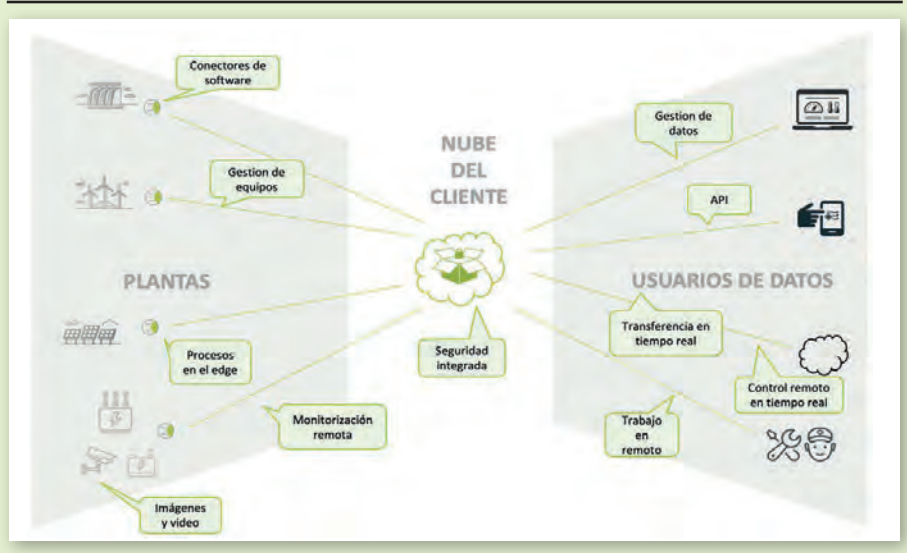 Conectores de
software
Gestion de
equipos
PLANTAS
Procesos
en el edge
Monitorización
remota
Imágenes
y video
NUBE
DEL
CLIENTE
Seguridad
integrada
Gestion de
datos
API
USUARIOS DE DATOS
Transferencia en
tiempo real
Control remoto
en tiempo real
Trabajo
en
remoto